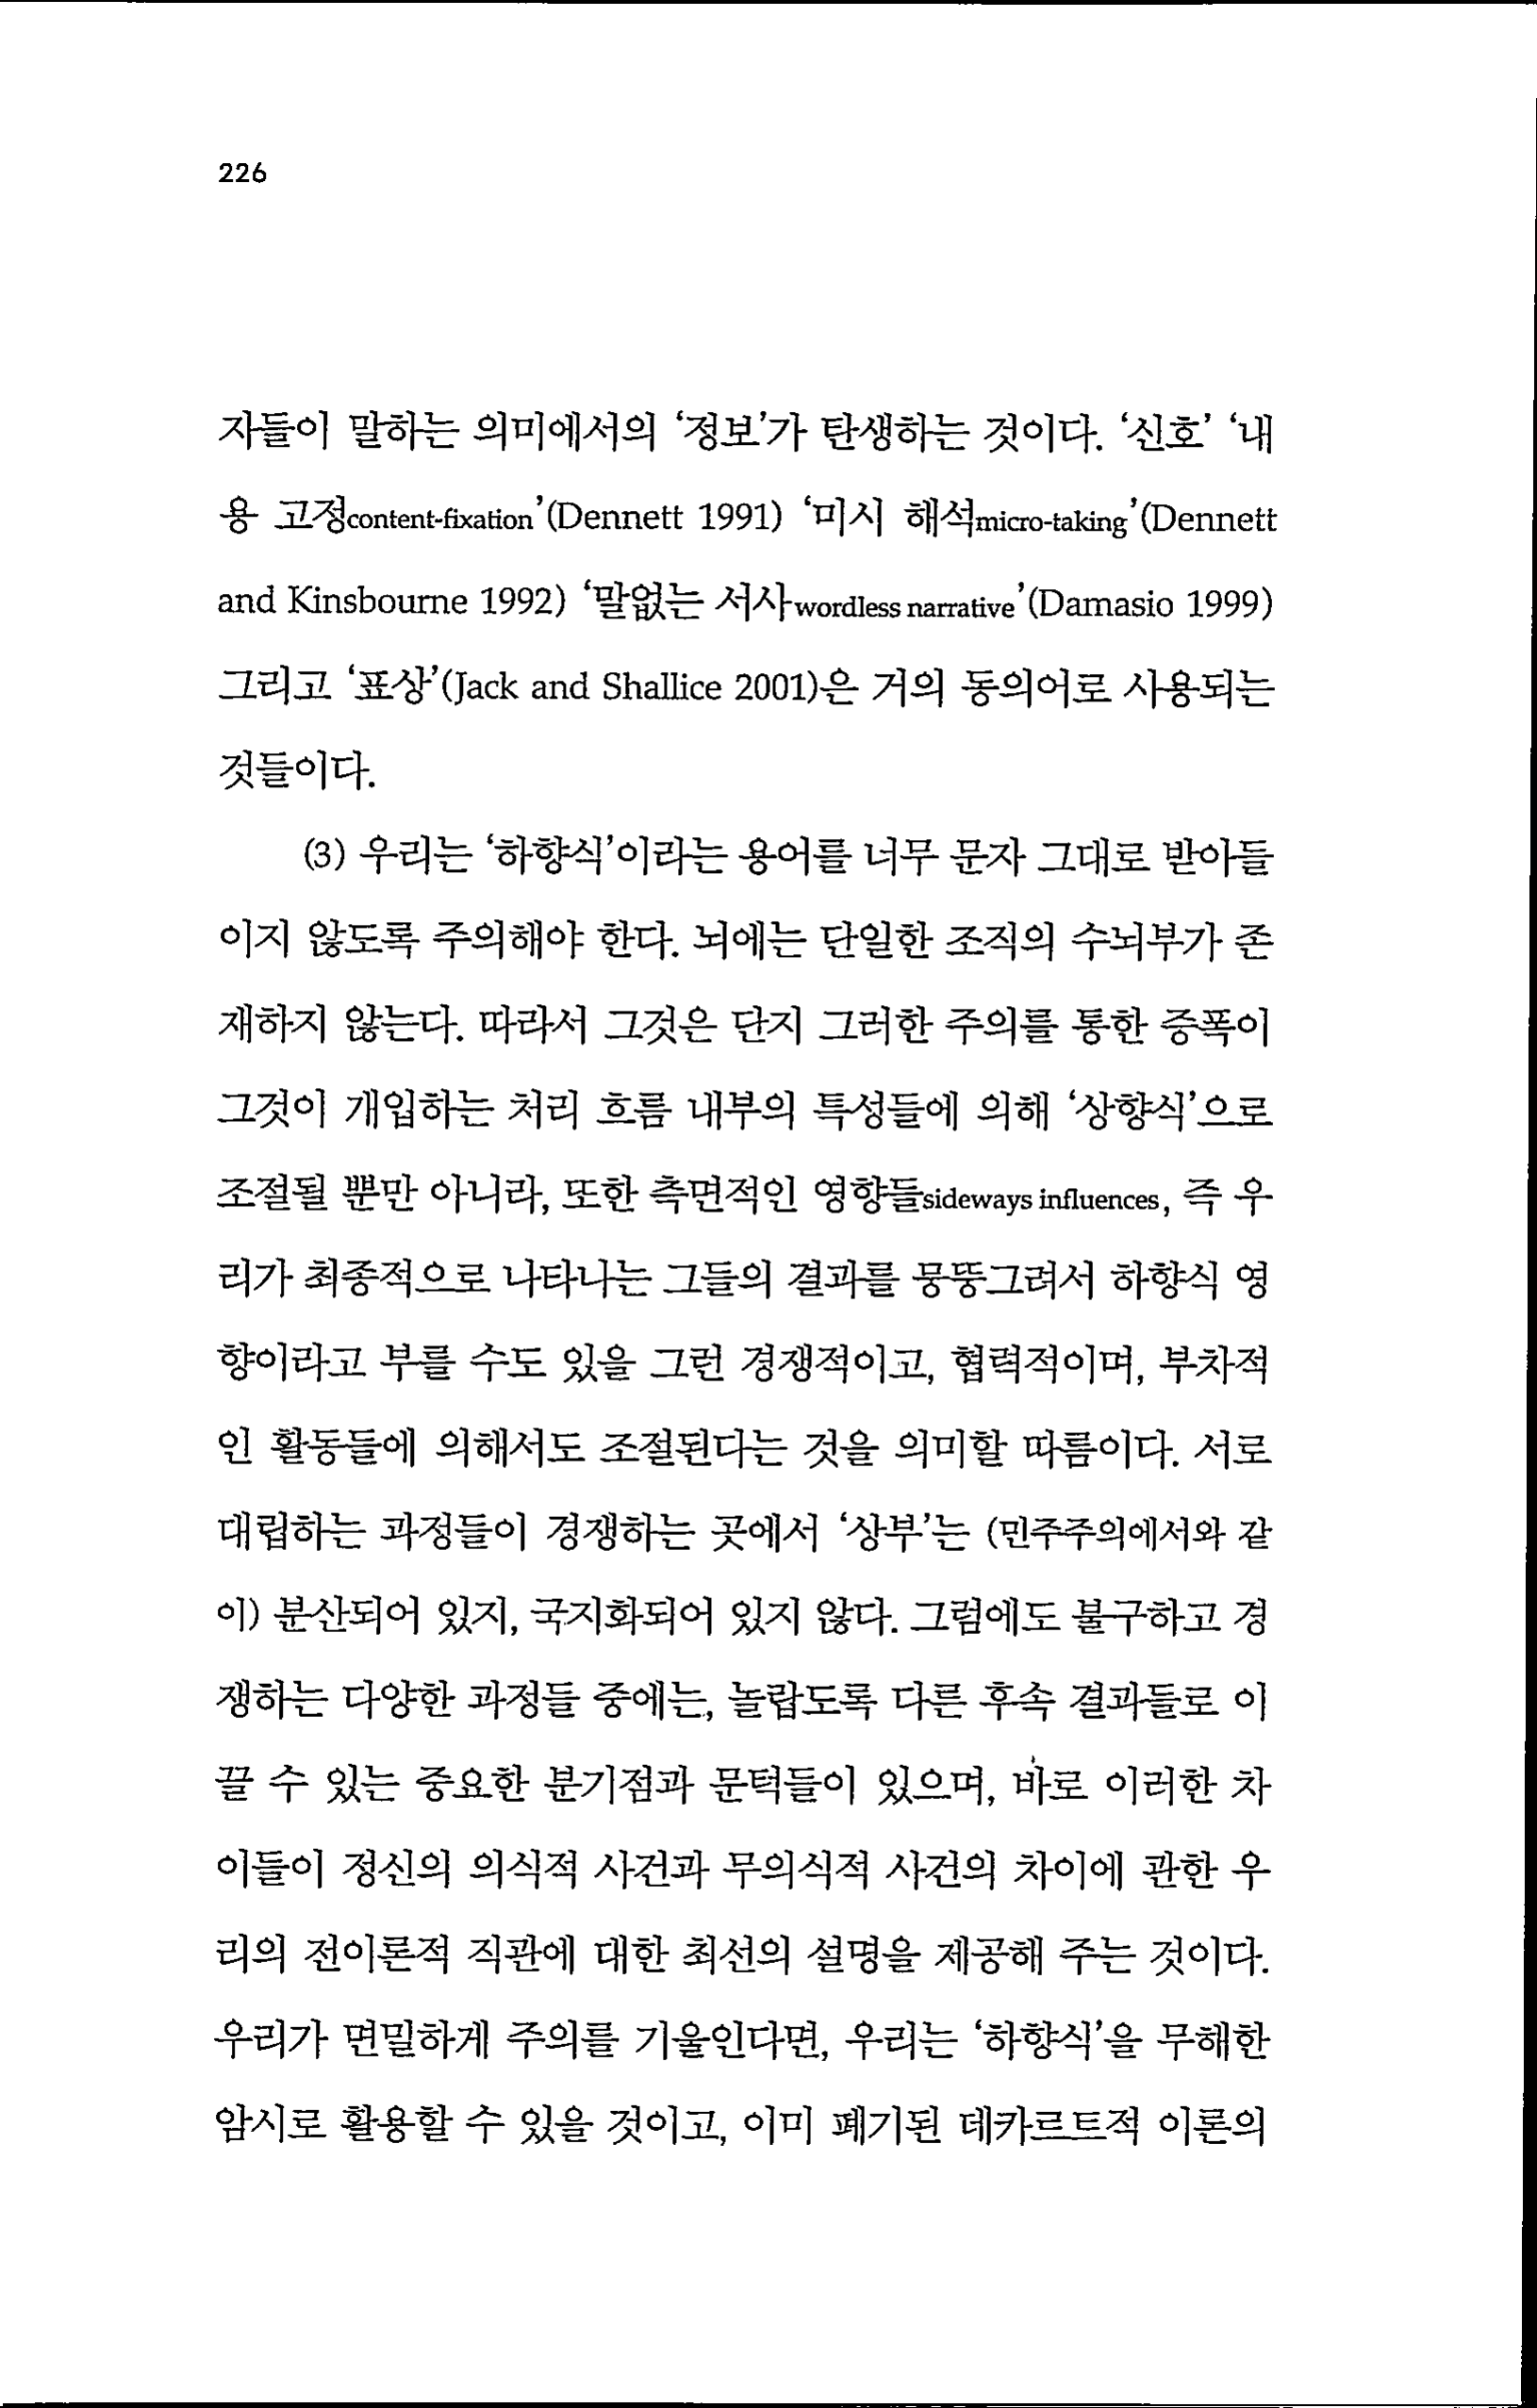 226
자들이 말하는 의미에서의 ‘정보’가 탄생하는 것이다. ‘신호’ ‘내
용 고정content-fixation’(Dennett 1991) ‘미시 해석micro-taking’(Dennett
and Kinsbourne 1992) ‘말없는 서사wordless narrative’(Damasio 1999)
그리고 ‘표상’(Jack and Shallice 2001)은 거의 동의어로 사용되는
것들이다.
(3) 우리는 ‘하향식’이라는 용어를 너무 문자 그대로 받아들
이지 않도록 주의해야 한다. 뇌에는 단일한 조직의 수뇌부가 존
재하지 않는다. 따라서 그것은 단지 그러한 주의를 통한 증폭이
그것이 개입하는 처리 흐름 내부의 특성들에 의해 ‘상향식’으로
조절될 뿐만 아니라, 또한 측면적인 영향들sideways influences, 즉 우
리가 최종적으로 나타나는 그들의 결과를 뭉뚱그려서 하향식 영
향이라고 부를 수도 있을 그런 경쟁적이고, 협력적이며, 부차적
인 활동들에 의해서도 조절된다는 것을 의미할 따름이다. 서로
대립하는 과정들이 경쟁하는 곳에서 ‘상부’는 (민주주의에서와 같
이) 분산되어 있지, 국지화되어 있지 않다. 그럼에도 불구하고 경
쟁하는 다양한 과정들 중에는, 놀랍도록 다른 후속 결과들로 이
끌 수 있는 중요한 분기점과 문턱들이 있으며, 바로 이러한 차
이들이 정신의 의식적 사건과 무의식적 사건의 차이에 관한 우
리의 전이론적 직관에 대한 최선의 설명을 제공해 주는 것이다.
우리가 면밀하게 주의를 기울인다면, 우리는 ‘하향식’을 무해한
암시로 활용할 수 있을 것이고, 이미 폐기된 데카르트적 이론의